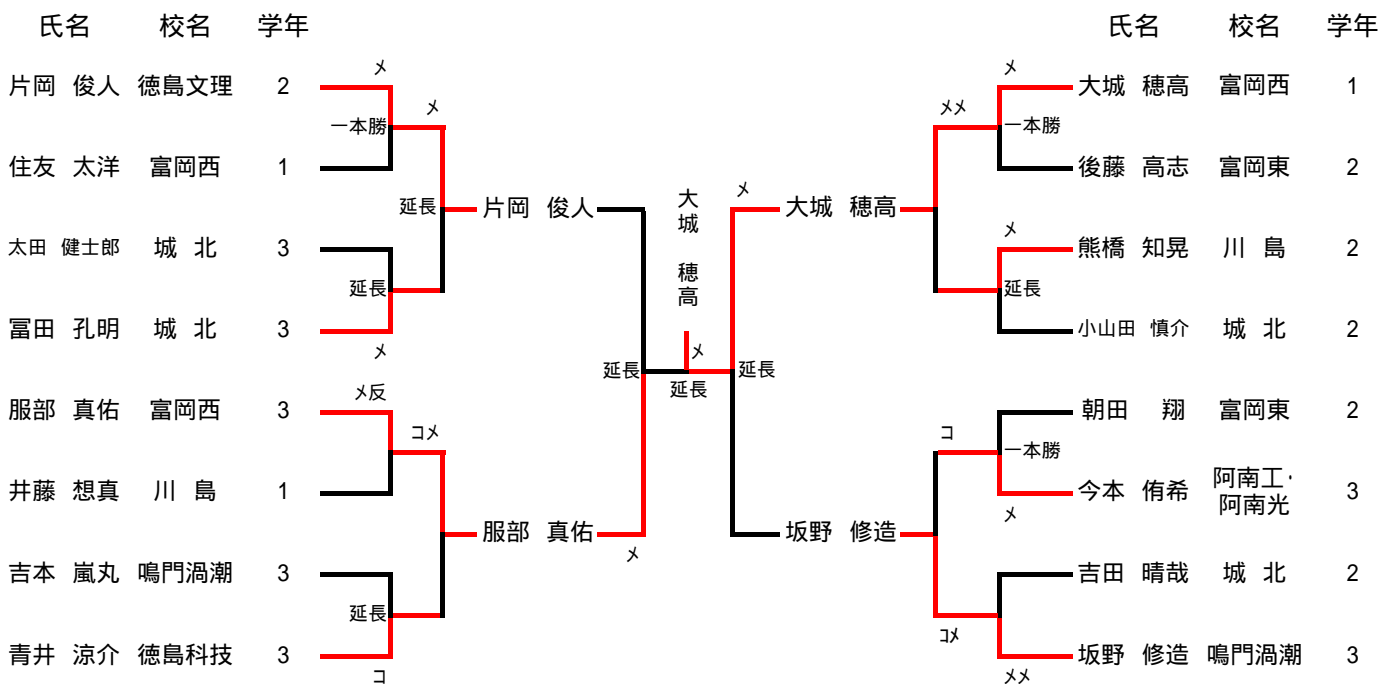 氏名 校名 学年 氏名 校名 学年
メ メ
片岡 俊人 徳島文理 2 大城 穂高 富岡西 1
メ メメ
一本勝 一本勝
住友 太洋 富岡西 1 後藤 高志 富岡東 2
延長 片岡 俊人 大城 穂高 メ 大城 穂高
メ
太田 健士郎 城 北 3 熊橋 知晃 川 島 2
延長 延長
冨田 孔明 城 北 3 小山田 慎介 城 北 2
メ メ
延長 延長 延長
メ反
服部 真佑 富岡西 3 朝田 翔 富岡東 2
コメ コ
一本勝
井藤 想真 川 島 1 今本 侑希 阿南工・
阿南光 3
メ
服部 真佑 メ 坂野 修造
吉本 嵐丸 鳴門渦潮 3 吉田 晴哉 城 北 2
延長 コメ
青井 涼介 徳島科技 3 坂野 修造 鳴門渦潮 3
コ メメ